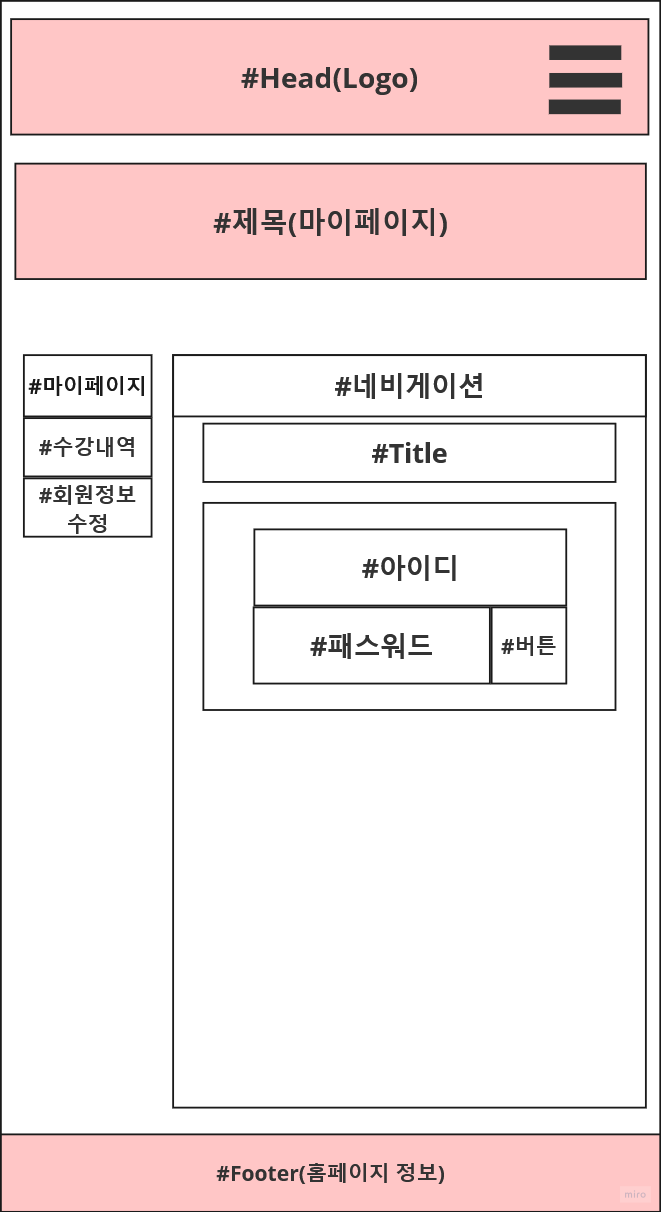 #Head(Logo)
#제목(마이페이지)
#마이페이지
#수강내역
#회원정보
수정
#네비게이션
#Title
#아이디
#패스워드
#버튼
#Footer(홈페이지 정보)
miro